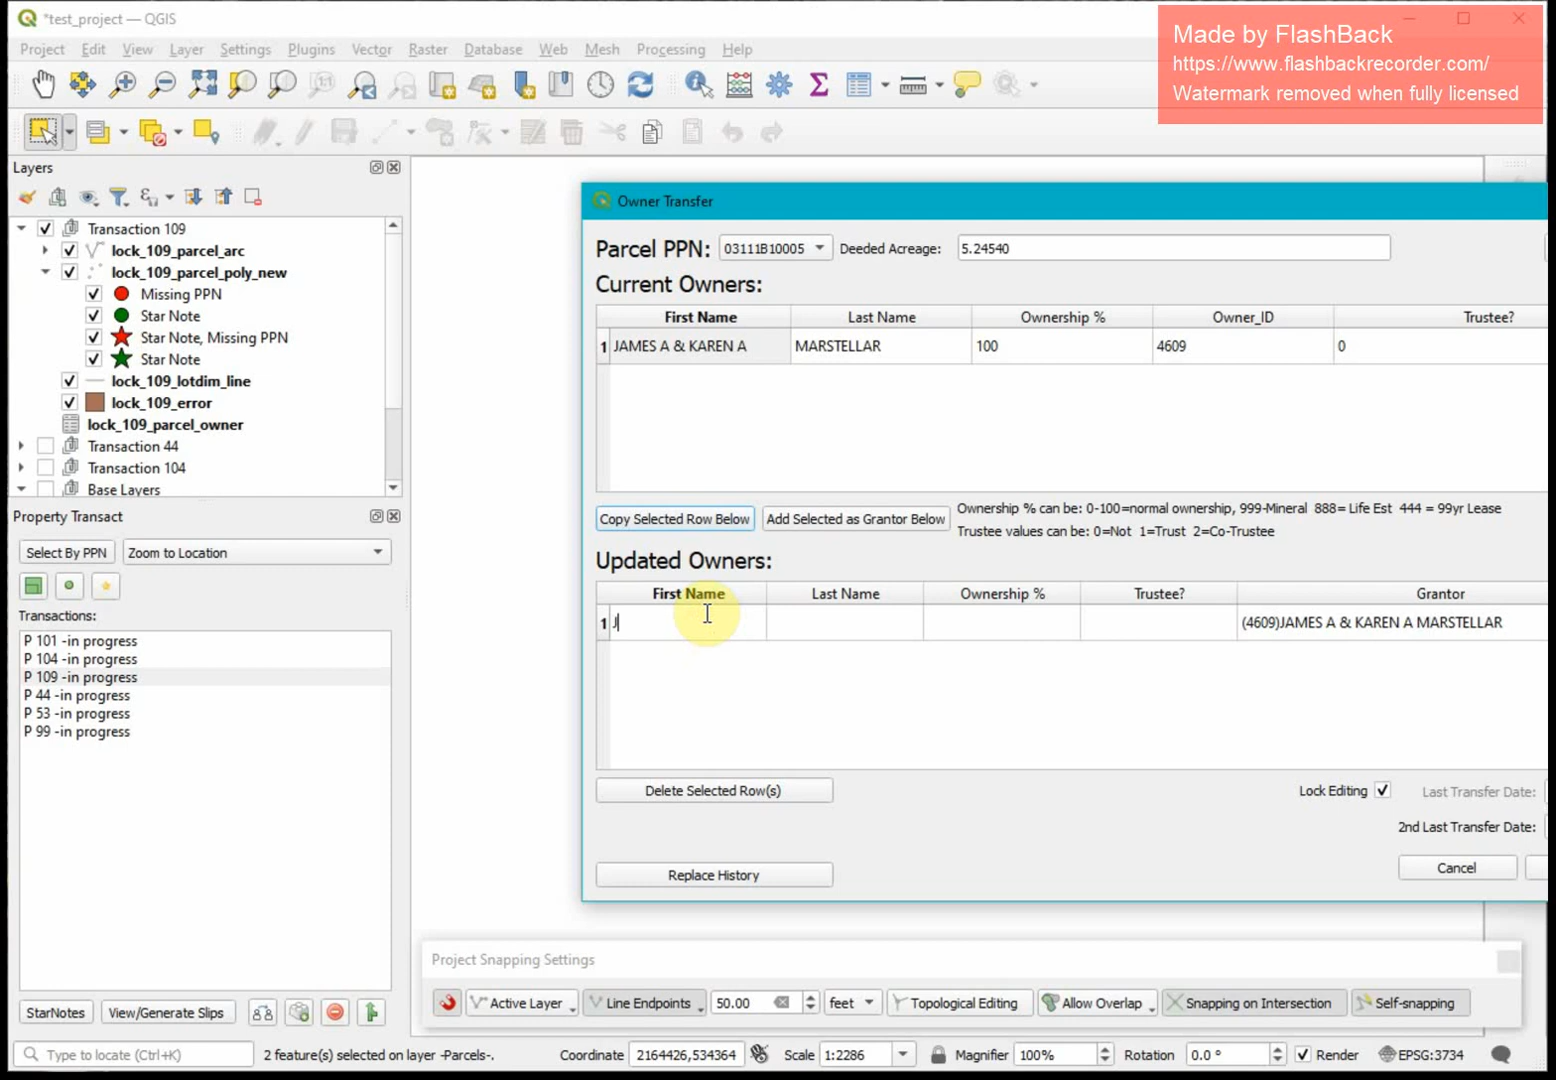 *test_project — QGIS
Made by FlashBack
https://www.flashbackrecorder.com/
Watermark removed when fully licensed
Project Edit View Layer Settings Plugins Vector Raster Database Web Mesh Processing Help
Layers
Transaction 109
lock_109_parcel_arc
lock_109_parcel_poly_new
Missing PPN
Star Note
Star Note, Missing PPN
Star Note
lock_109_lotdim_line
lock_109_error
lock_109_parcel_owner
Transaction 44
Transaction 104
Base Layers
Property Transact
Select By PPN Zoom to Location
Transactions:
P 101 -in progress
P 104 -in progress
P 109 -in progress
P 44 -in progress
P 53 -in progress
P 99 -in progress
StarNotes View/Generate Slips
Owner Transfer
Parcel PPN: 03111B10005 Deeded Acreage: 5.24540
Current Owners:
First Name Last Name Ownership % Owner_ID Trustee?
1 JAMES A & KAREN A MARSTELLAR 100 4609 0
Copy Selected Row Below Add Selected as Grantor Below
Ownership % can be: 0-100=normal ownership, 999-Mineral 888= Life Est 444 = 99yr Lease
Trustee values can be: 0=Not 1=Trust 2=Co-Trustee
Updated Owners:
First Name Last Name Ownership % Trustee? Grantor
1 J (4609)JAMES A & KAREN A MARSTELLAR
Delete Selected Row(s) Lock Editing Last Transfer Date:
2nd Last Transfer Date:
Replace History Cancel
Project Snapping Settings
Active Layer Line Endpoints 50.00 feet Topological Editing Allow Overlap Snapping on Intersection Self-snapping
Type to locate (Ctrl+K) 2 feature(s) selected on layer -Parcels-. Coordinate 2164426,534364 Scale 1:2286 Magnifier 100% Rotation 0.0 ° Render EPSG:3734